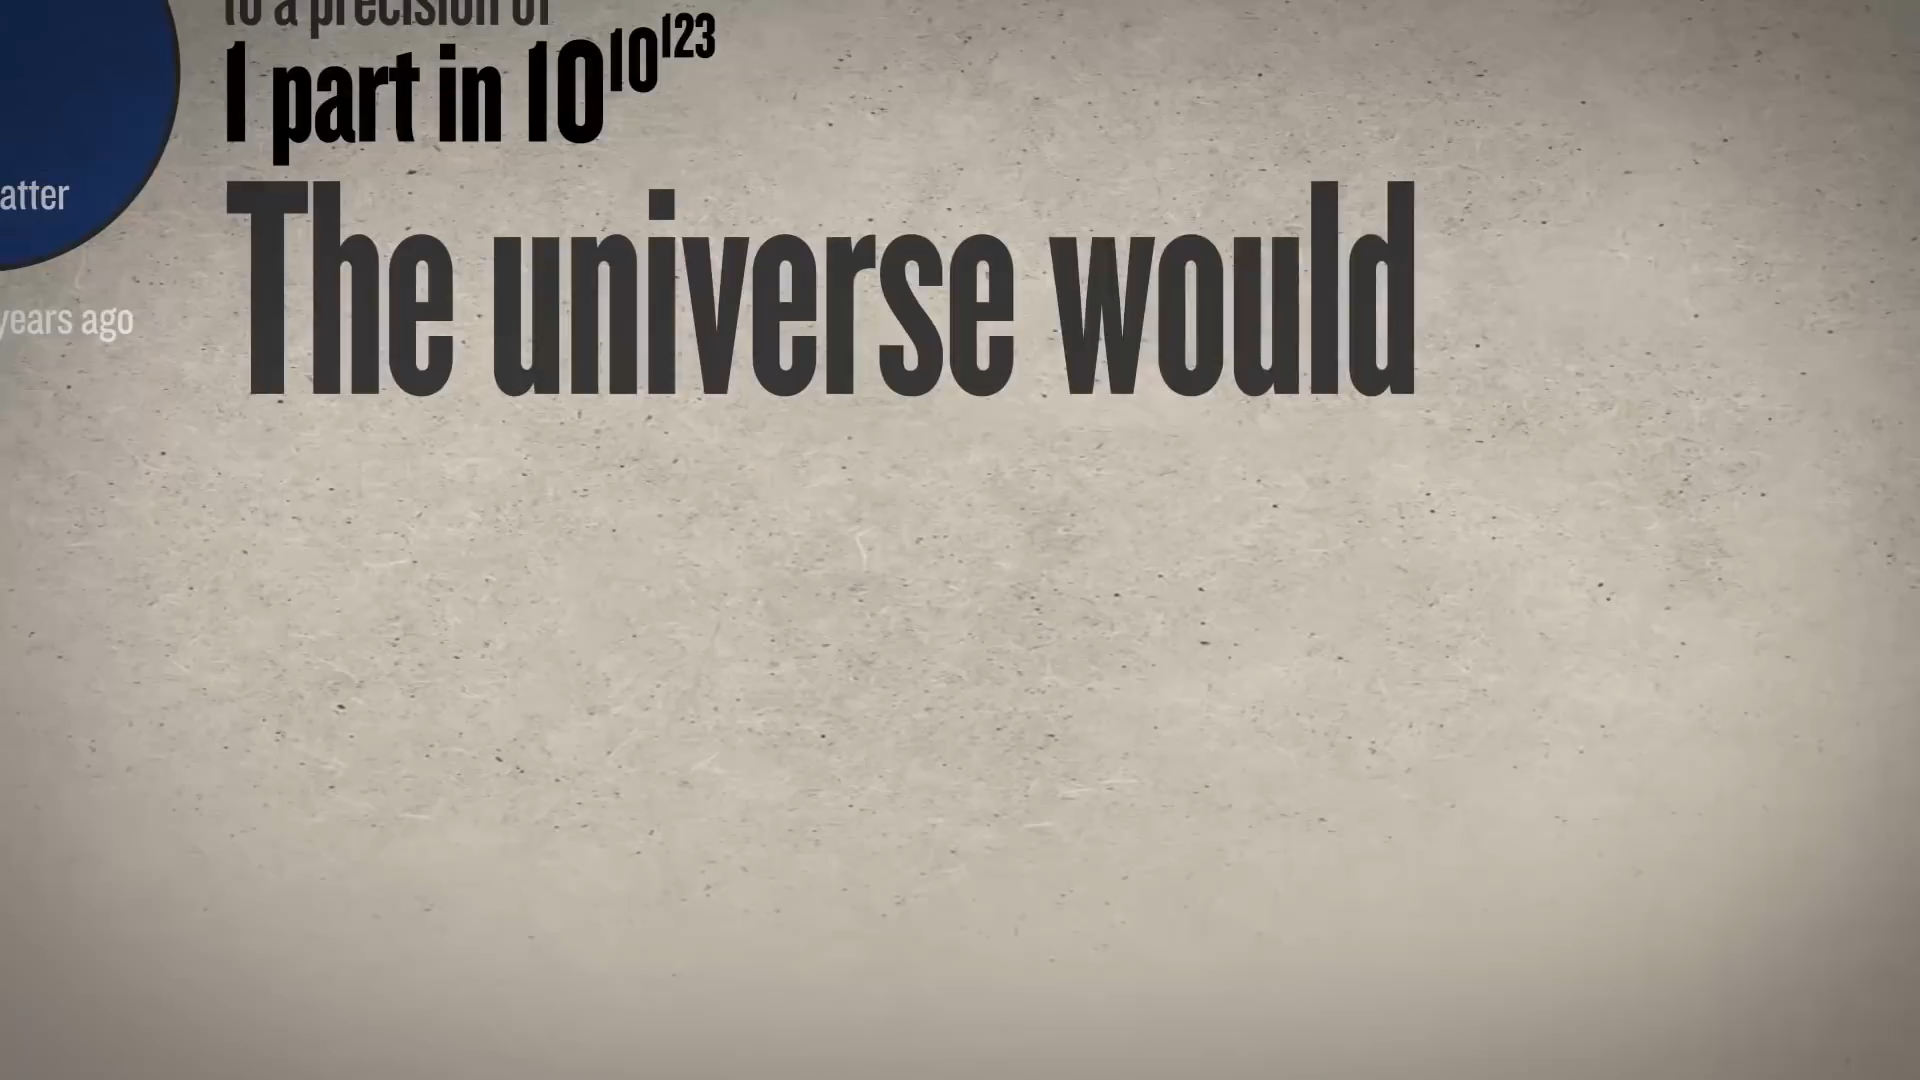 to a precision of
1 part in 10^10^123
The universe would
atter
years ago